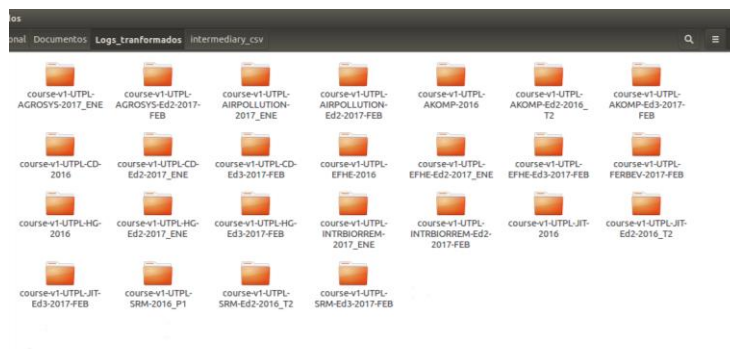 los
onal Documentos Logs_tranformados intermediary_csv
course-v1-UTPL-AGROSYS-2017_ENE
course-v1-UTPL-AGROSYS-Ed2-2017-FEB
course-v1-UTPL-AIRPOLLUTION-2017_ENE
course-v1-UTPL-AIRPOLLUTION-Ed2-2017-FEB
course-v1-UTPL-AKOMP-2016
course-v1-UTPL-AKOMP-Ed2-2016_T2
course-v1-UTPL-AKOMP-Ed3-2017-FEB
course-v1-UTPL-CD-2016
course-v1-UTPL-CD-Ed2-2017_ENE
course-v1-UTPL-CD-Ed3-2017-FEB
course-v1-UTPL-EFHE-2016
course-v1-UTPL-EFHE-Ed2-2017_ENE
course-v1-UTPL-EFHE-Ed3-2017-FEB
course-v1-UTPL-FERBEV-2017-FEB
course-v1-UTPL-HG-2016
course-v1-UTPL-HG-Ed2-2017_ENE
course-v1-UTPL-HG-Ed3-2017-FEB
course-v1-UTPL-INTRBIORREM-2017_ENE
course-v1-UTPL-INTRBIORREM-Ed2-2017-FEB
course-v1-UTPL-JIT-2016
course-v1-UTPL-JIT-Ed2-2016_T2
course-v1-UTPL-JIT-Ed3-2017-FEB
course-v1-UTPL-SRM-2016_P1
course-v1-UTPL-SRM-Ed2-2016_T2
course-v1-UTPL-SRM-Ed3-2017-FEB